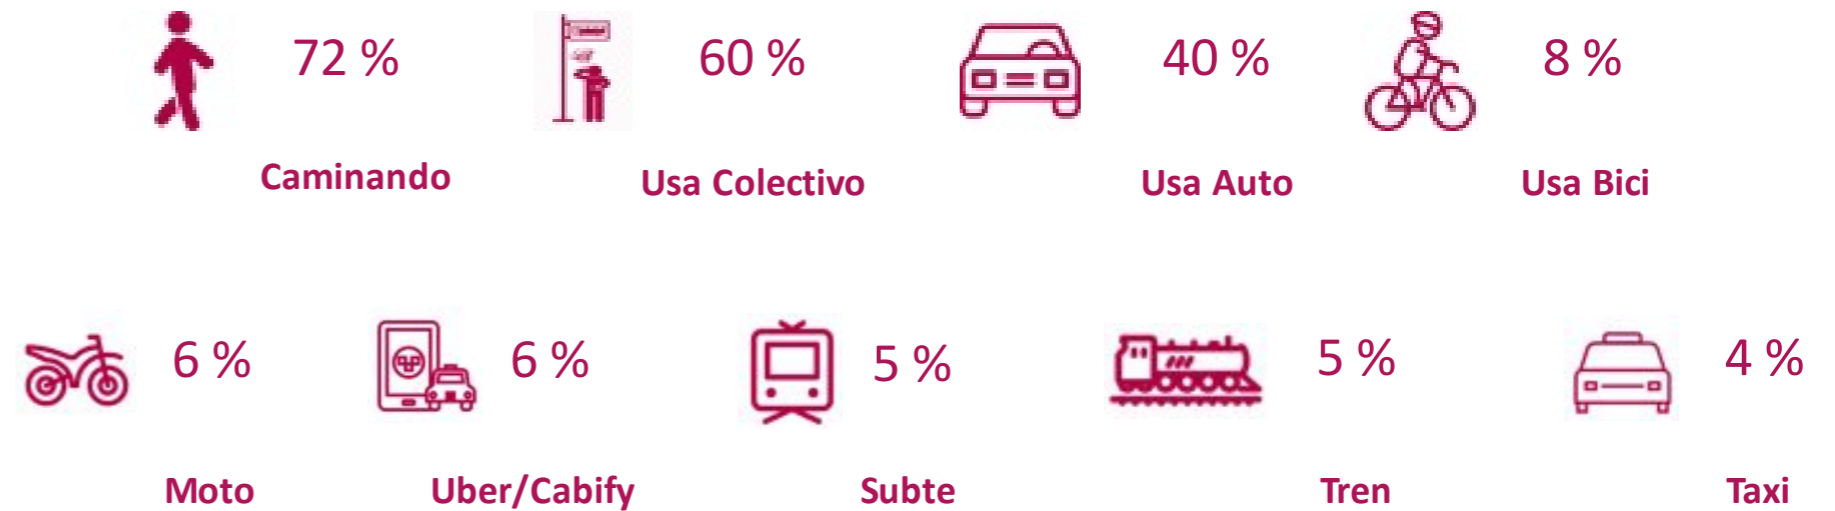 72 % 60 % 40 % 8 %
Caminando Usa Colectivo Usa Auto Usa Bici
6 % 6 % 5 % 5 % 4 %
Moto Uber/Cabify Subte Tren Taxi